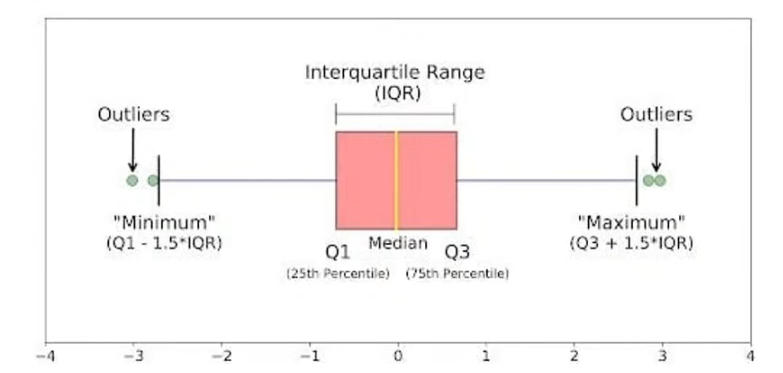 Interquartile Range
(IQR)
Outliers
Outliers
"Minimum"
(Q1 - 1.5*IQR)
"Maximum"
(Q3 + 1.5*IQR)
Median
Q1
Q3
(25th Percentile)
(75th Percentile)
−4 −3 −2 −1 0 1 2 3 4